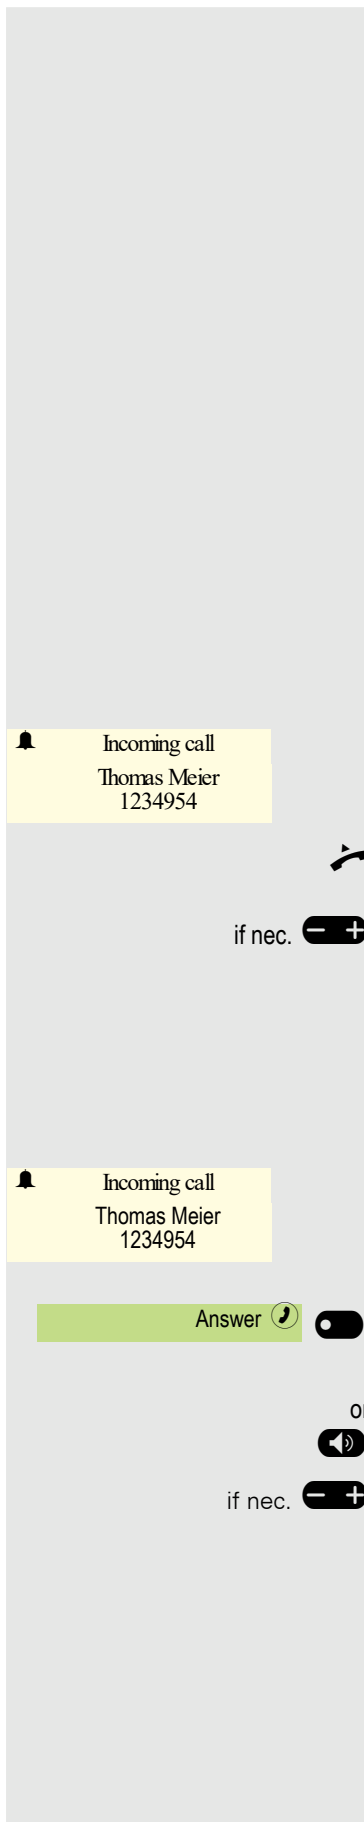 Incoming call
Thomas Meier
1234954
if nec.
Incoming call
Thomas Meier
1234954
Answer
if nec.